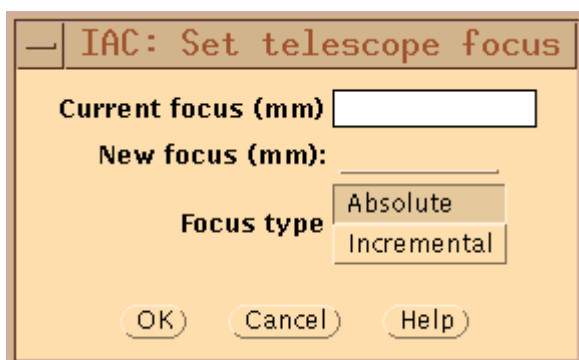 IAC: Set telescope focus
Current focus (mm)
New focus (mm):
Focus type
Absolute
Incremental
OK Cancel Help